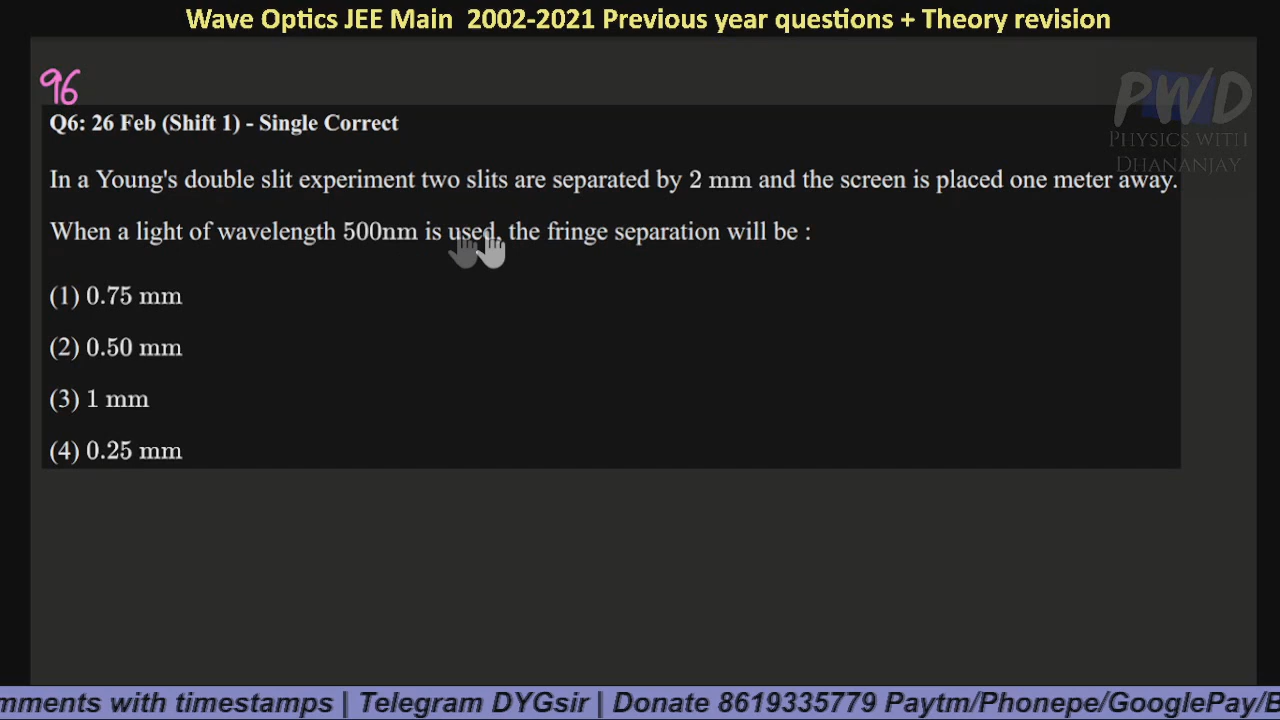 Wave Optics JEE Main 2002-2021 Previous year questions + Theory revision
96
PWD
PHYSICS WITH
DHANANJAY
Q6: 26 Feb (Shift 1) - Single Correct
In a Young's double slit experiment two slits are separated by 2 mm and the screen is placed one meter away.
When a light of wavelength 500nm is used, the fringe separation will be :
(1) 0.75 mm
(2) 0.50 mm
(3) 1 mm
(4) 0.25 mm
mments with timestamps | Telegram DYGsir | Donate 8619335779 Paytm/Phonepe/GooglePay/